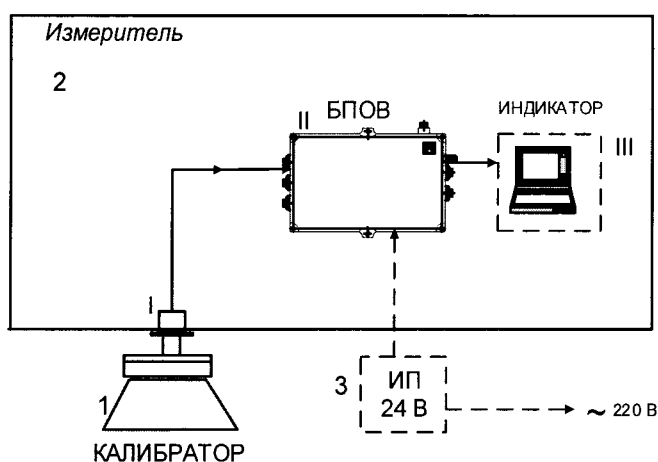 Измеритель
2
II
БПОВ
ИНДИКАТОР
III
I
3
ИП
24 В
~ 220 В
1
КАЛИБРАТОР